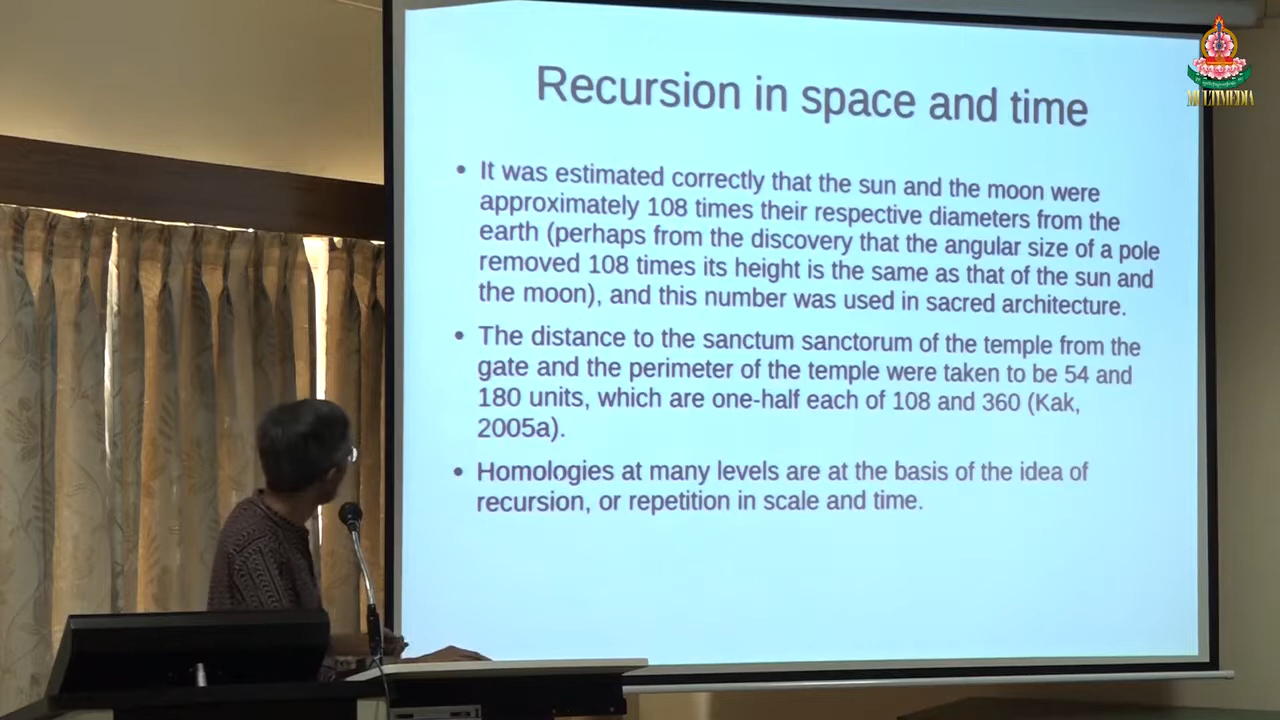 Recursion in space and time
• It was estimated correctly that the sun and the moon were
approximately 108 times their respective diameters from the
earth (perhaps from the discovery that the angular size of a pole
removed 108 times its height is the same as that of the sun and
the moon), and this number was used in sacred architecture.
• The distance to the sanctum sanctorum of the temple from the
gate and the perimeter of the temple were taken to be 54 and
180 units, which are one-half each of 108 and 360 (Kak,
2005a).
• Homologies at many levels are at the basis of the idea of
recursion, or repetition in scale and time.
MULTIMEDIA